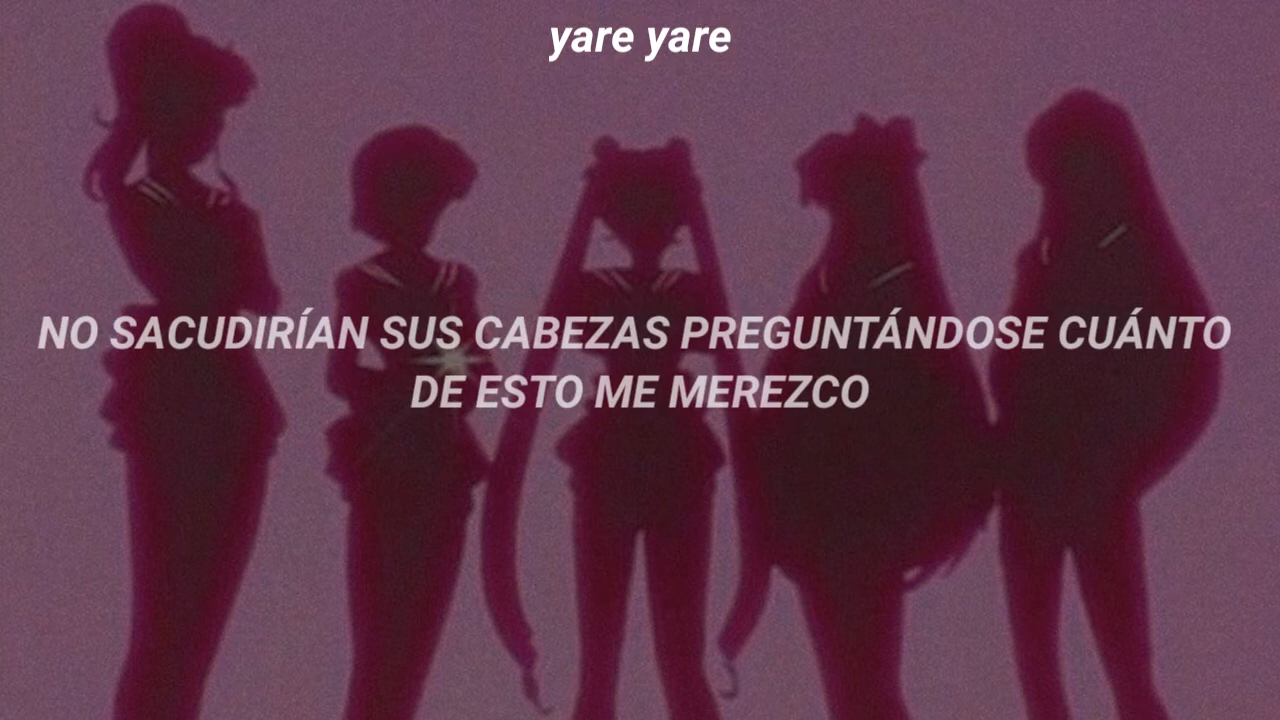 yare yare
NO SACUDIRÍAN SUS CABEZAS PREGUNTÁNDOSE CUÁNTO
DE ESTO ME MEREZCO